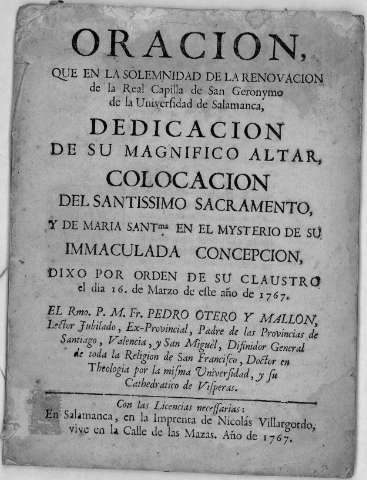 ORACION,
QUE EN LA SOLEMNIDAD DE LA RENOVACION
de la Real Capilla de San Geronymo
de la Universidad de Salamanca,
DEDICACION
DE SU MAGNIFICO ALTAR,
COLOCACION
DEL SANTISSIMO SACRAMENTO,
Y DE MARIA SANTma EN EL MYSTERIO DE SU
IMMACULADA CONCEPCION,
DIXO POR ORDEN DE SU CLAUSTRO
el dia 16. de Marzo de este año de 1767.
EL Rmo. P. M. Fr. PEDRO OTERO Y MALLON,
Lector Jubilado, Ex-Provincial, Padre de las Provincias de
Santiago, Valencia, y San Miguèl, Difinidor General
de toda la Religion de San Francisco, Doctor en
Theologia por la misma Universidad, y su
Cathedratico de Visperas.
Con las Licencias necessarias:
En Salamanca, en la Imprenta de Nicolás Villargordo,
vive en la Calle de las Mazas. Año de 1767.